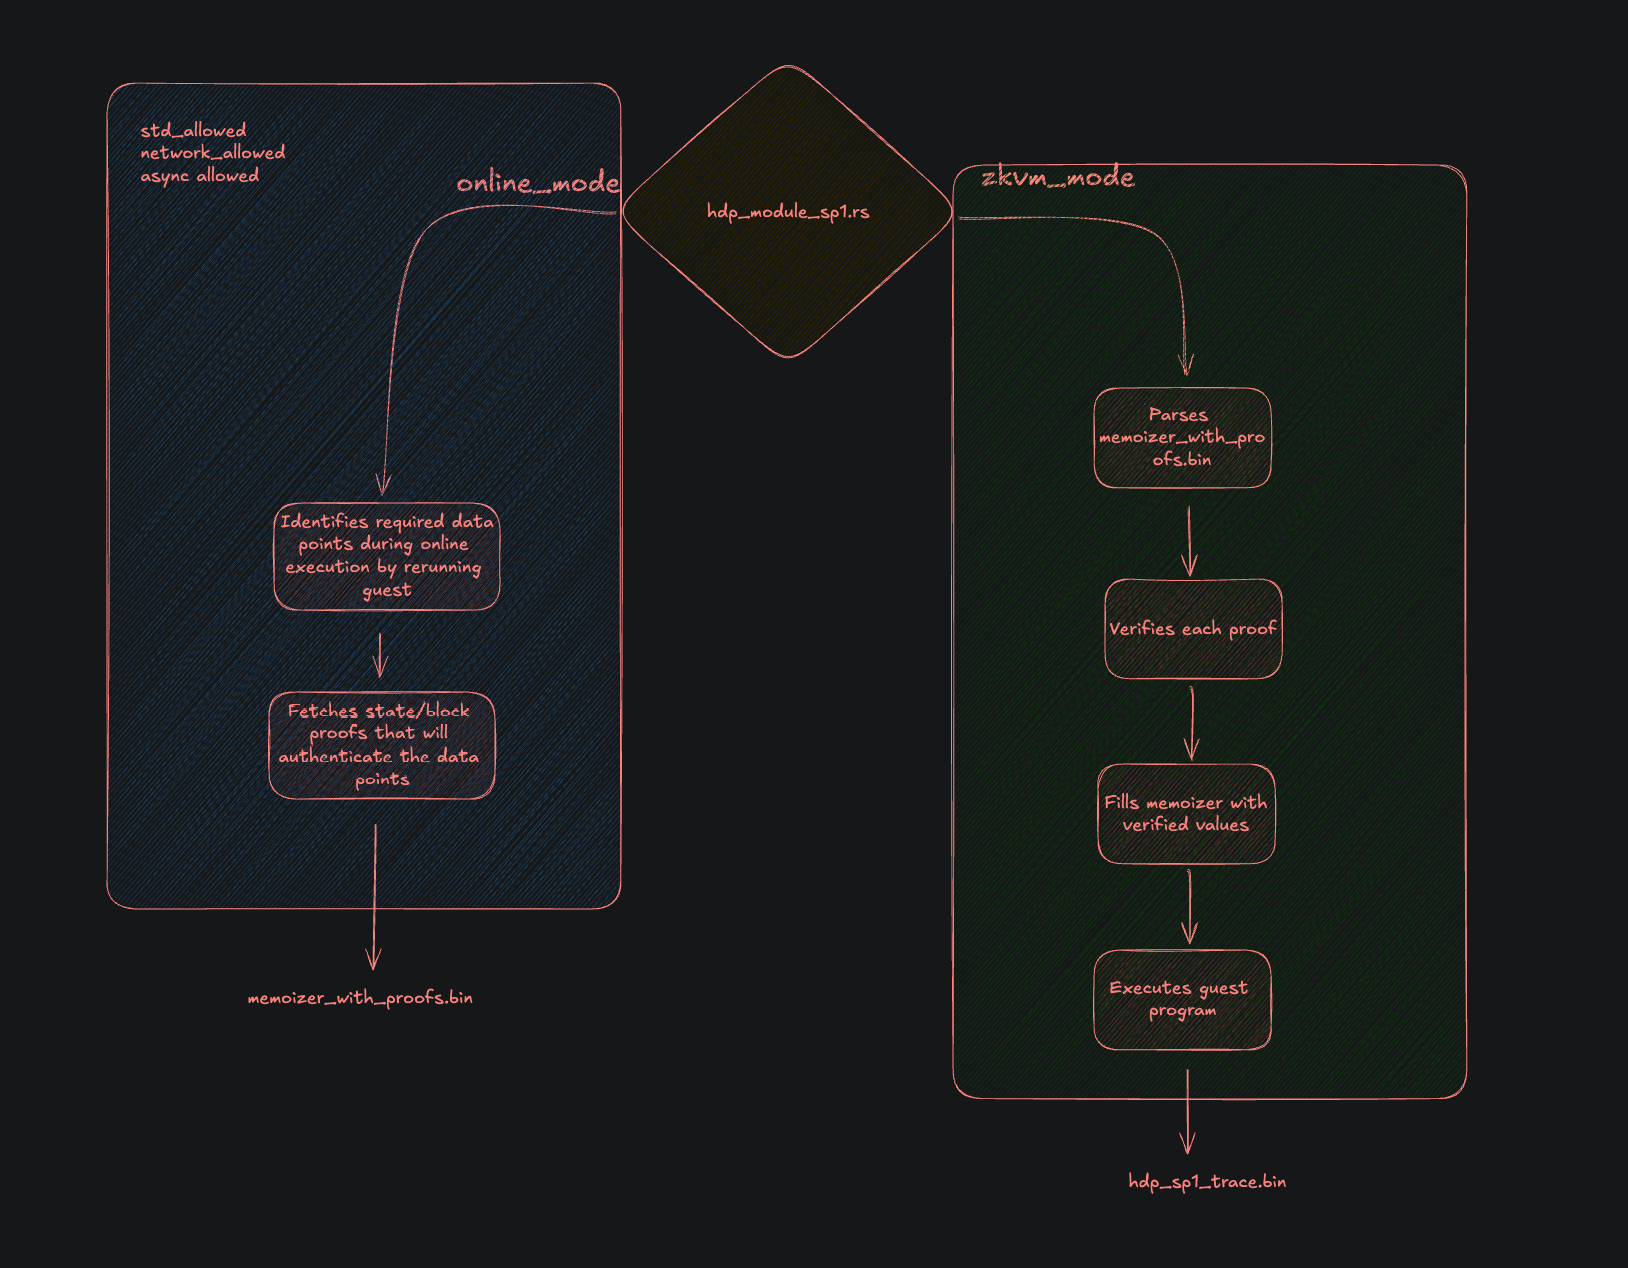 std_allowed
network_allowed
async allowed
online_mode
Identifies required data
points during online
execution by rerunning
guest
Fetches state/block
proofs that will
authenticate the data
points
memoizer_with_proofs.bin
hdp_module_sp1.rs
zkvm_mode
Parses
memoizer_with_pro
ofs.bin
Verifies each proof
Fills memoizer with
verified values
Executes guest
program
hdp_sp1_trace.bin